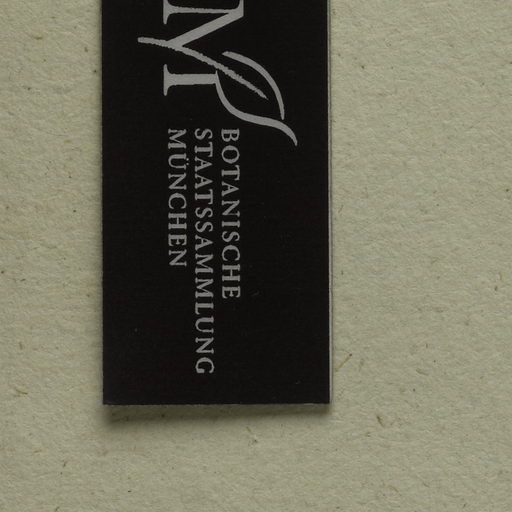 M
BOTANISCHE
STAATSSAMMLUNG
MÜNCHEN